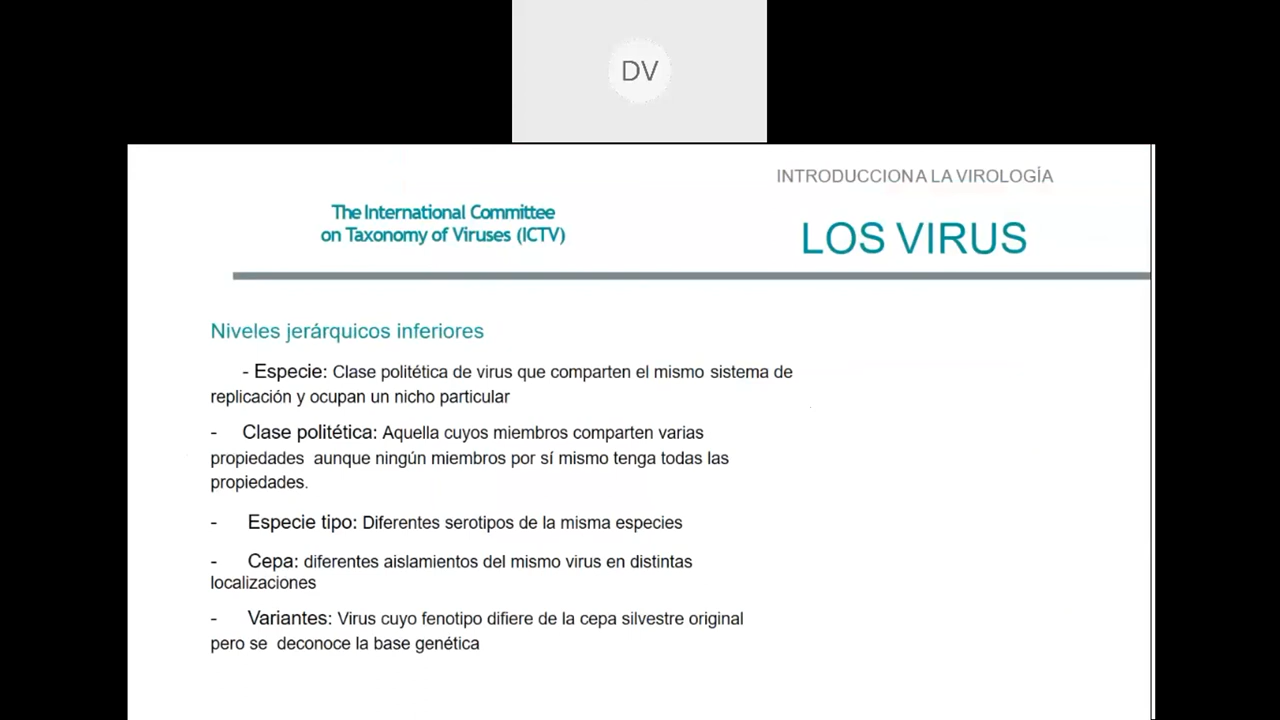 DV
INTRODUCCION A LA VIROLOGÍA
The International Committee
on Taxonomy of Viruses (ICTV)
LOS VIRUS
Niveles jerárquicos inferiores
- Especie: Clase politética de virus que comparten el mismo sistema de
replicación y ocupan un nicho particular
- Clase politética: Aquella cuyos miembros comparten varias
propiedades aunque ningún miembros por sí mismo tenga todas las
propiedades.
- Especie tipo: Diferentes serotipos de la misma especies
- Cepa: diferentes aislamientos del mismo virus en distintas
localizaciones
- Variantes: Virus cuyo fenotipo difiere de la cepa silvestre original
pero se deconoce la base genética